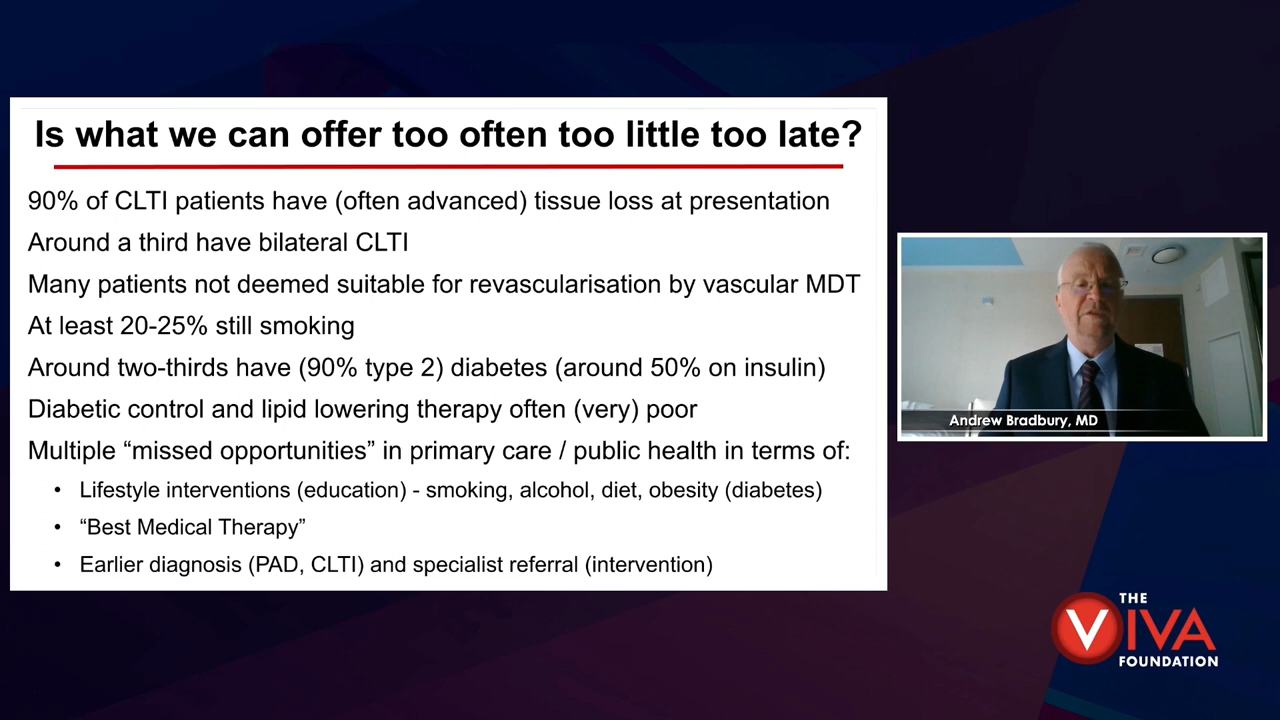 Is what we can offer too often too little too late?
90% of CLTI patients have (often advanced) tissue loss at presentation
Around a third have bilateral CLTI
Many patients not deemed suitable for revascularisation by vascular MDT
At least 20-25% still smoking
Around two-thirds have (90% type 2) diabetes (around 50% on insulin)
Diabetic control and lipid lowering therapy often (very) poor
Multiple “missed opportunities” in primary care / public health in terms of:
• Lifestyle interventions (education) - smoking, alcohol, diet, obesity (diabetes)
• “Best Medical Therapy”
• Earlier diagnosis (PAD, CLTI) and specialist referral (intervention)
Andrew Bradbury, MD
THE
VIVA
FOUNDATION